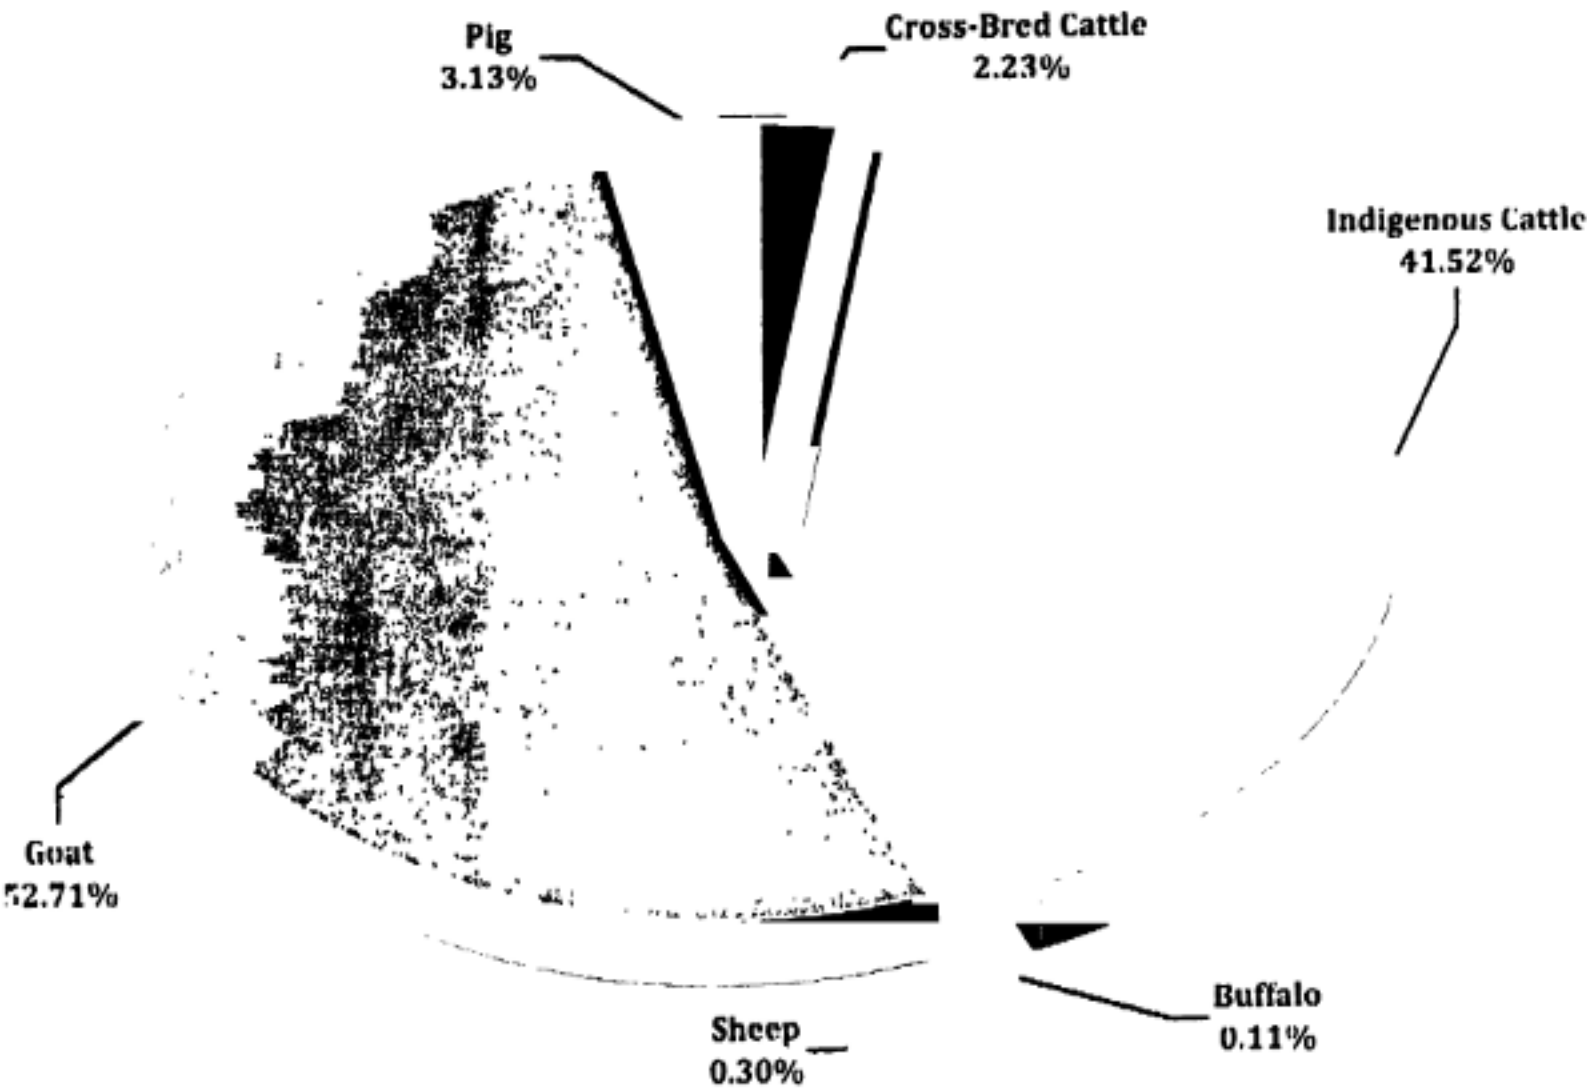 Pig
3.13%
Cross-Bred Cattle
2.23%
Indigenous Cattle
41.52%
Goat
52.71%
Buffalo
0.11%
Sheep
0.30%